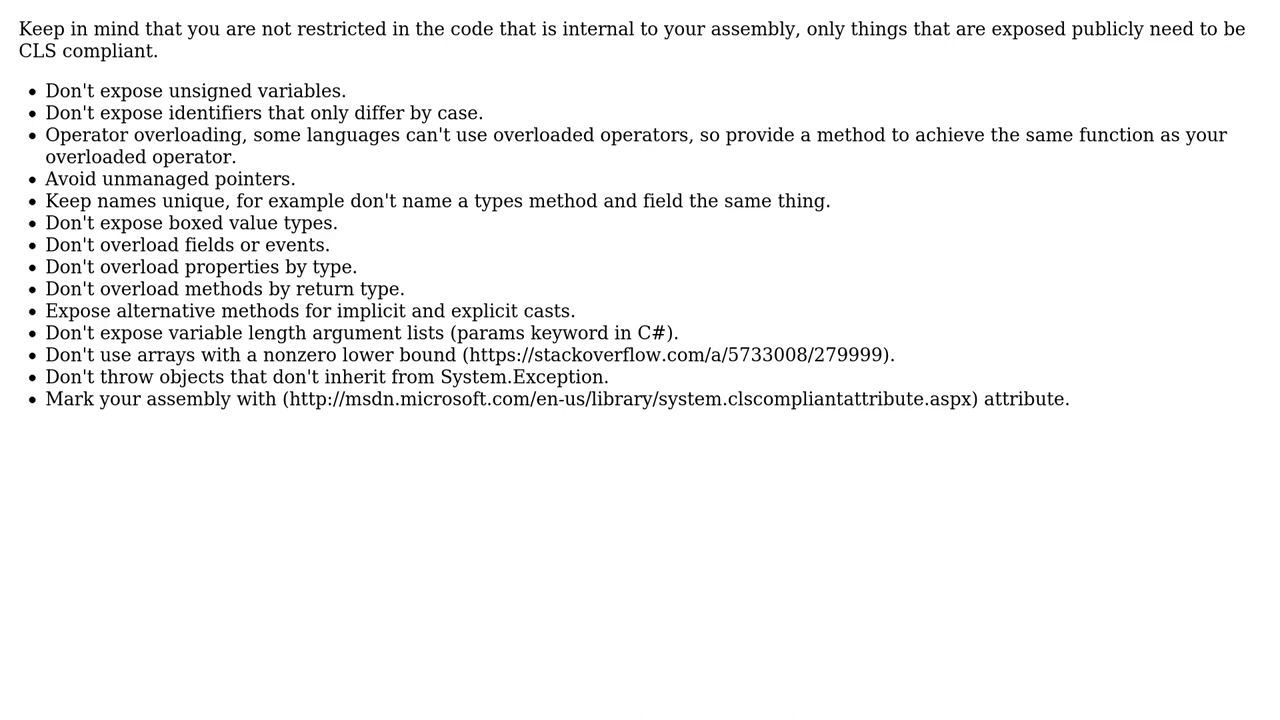 Keep in mind that you are not restricted in the code that is internal to your assembly, only things that are exposed publicly need to be
CLS compliant.
• Don't expose unsigned variables.
• Don't expose identifiers that only differ by case.
• Operator overloading, some languages can't use overloaded operators, so provide a method to achieve the same function as your
overloaded operator.
• Avoid unmanaged pointers.
• Keep names unique, for example don't name a types method and field the same thing.
• Don't expose boxed value types.
• Don't overload fields or events.
• Don't overload properties by type.
• Don't overload methods by return type.
• Expose alternative methods for implicit and explicit casts.
• Don't expose variable length argument lists (params keyword in C#).
• Don't use arrays with a nonzero lower bound (https://stackoverflow.com/a/5733008/279999).
• Don't throw objects that don't inherit from System.Exception.
• Mark your assembly with (http://msdn.microsoft.com/en-us/library/system.clscompliantattribute.aspx) attribute.